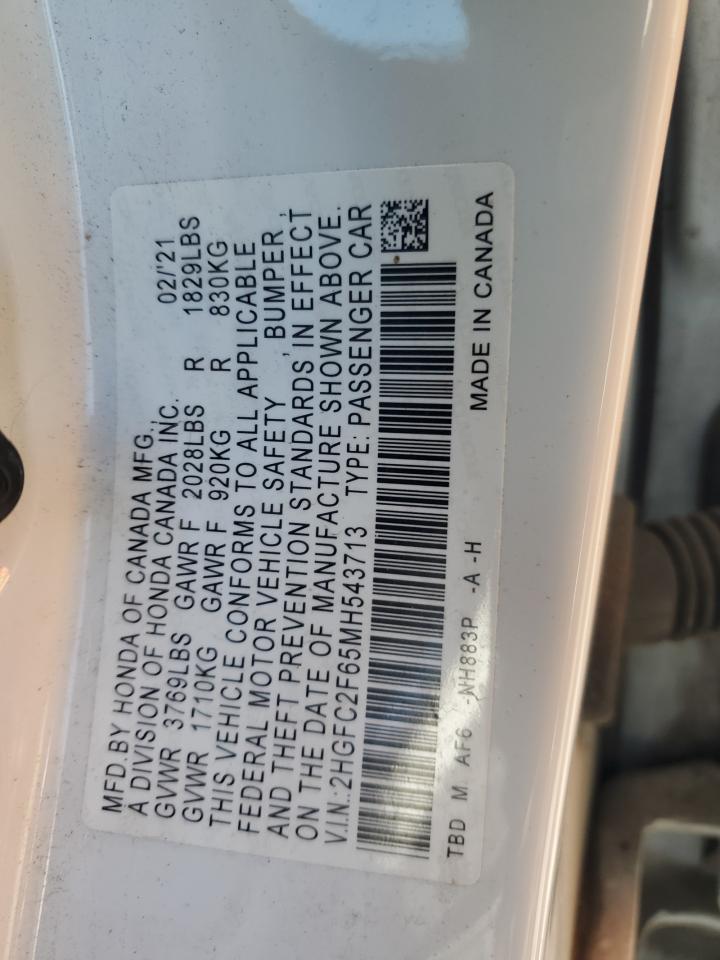 MFD.BY HONDA OF CANADA MFG.,
A DIVISION OF HONDA CANADA INC. 02/'21
GVWR 3769LBS GAWR F 2028LBS R 1829LBS
GVWR 1710KG GAWR F 920KG R 830KG
THIS VEHICLE CONFORMS TO ALL APPLICABLE
FEDERAL MOTOR VEHICLE SAFETY, BUMPER,
AND THEFT PREVENTION STANDARDS IN EFFECT
ON THE DATE OF MANUFACTURE SHOWN ABOVE.
V.I.N.:2HGFC2F65MH543713 TYPE: PASSENGER CAR
TBD M AF6 -NH883P -A -H MADE IN CANADA